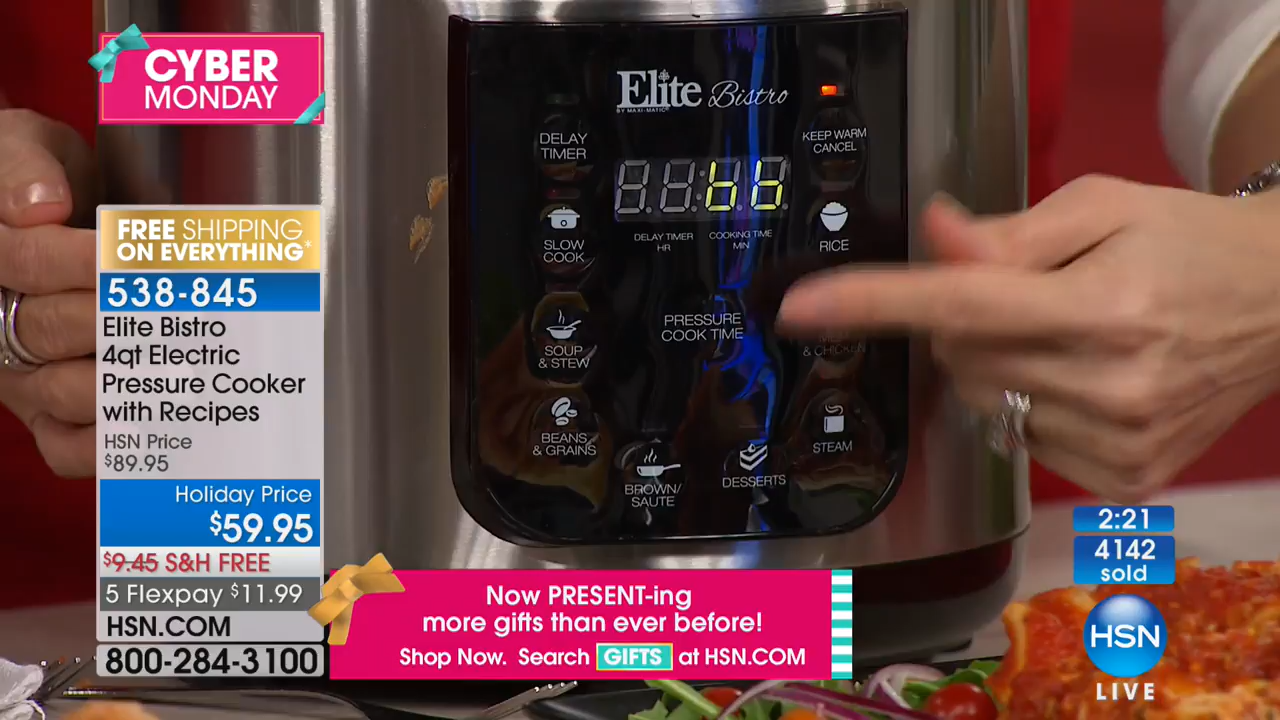 CYBER
MONDAY
FREE SHIPPING
ON EVERYTHING*
538-845
Elite Bistro
4qt Electric
Pressure Cooker
with Recipes
HSN Price
$89.95
Holiday Price
$59.95
$9.45 S&H FREE
5 Flexpay $11.99
HSN.COM
800-284-3100
Elite Bistro
BY MAXI-MATIC
DELAY
TIMER
KEEP WARM
CANCEL
DELAY TIMER
HR
COOKING TIME
MIN
SLOW
COOK
RICE
PRESSURE
COOK TIME
SOUP
& STEW
& CHICKEN
BEANS
& GRAINS
STEAM
BROWN/
SAUTE
DESSERTS
Now PRESENT-ing
more gifts than ever before!
Shop Now. Search GIFTS at HSN.COM
2:21
4142
sold
HSN
LIVE